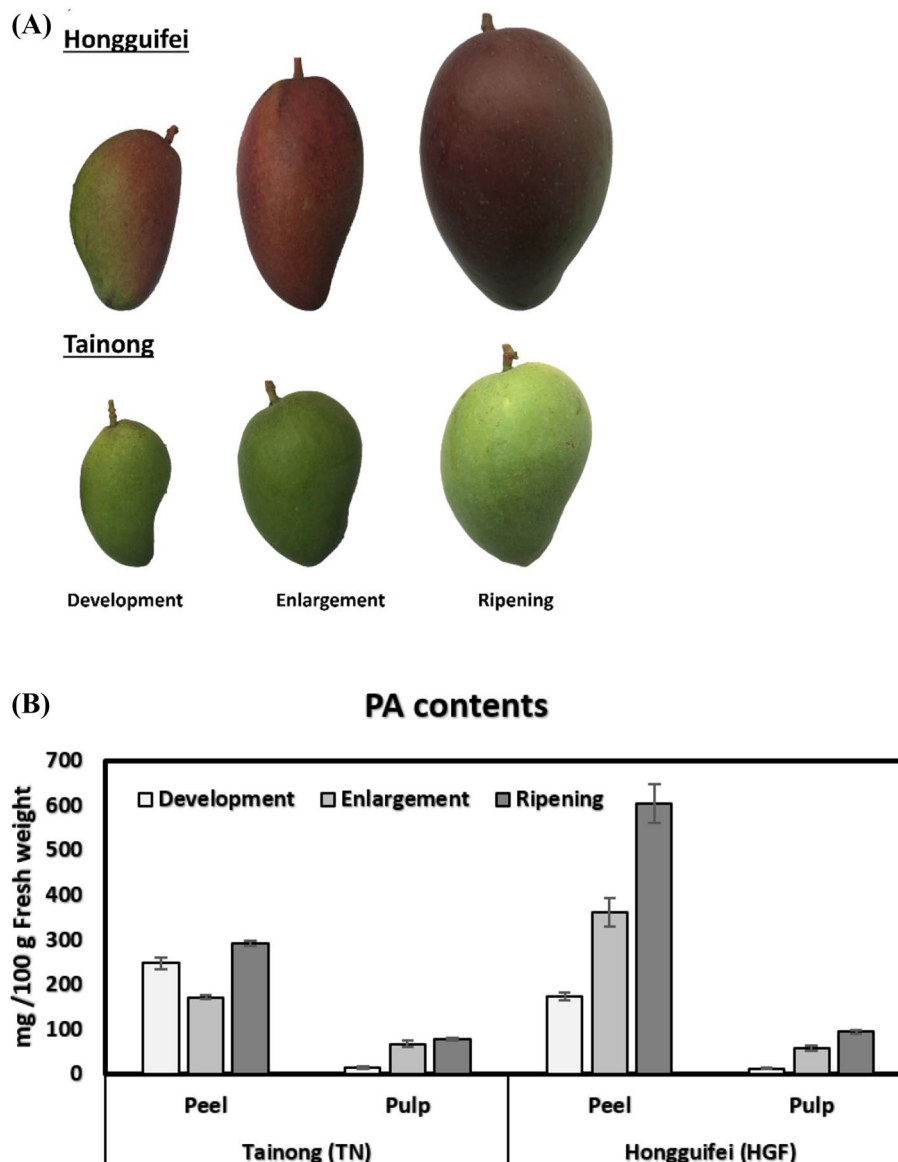 (A)
Hongguifei
Tainong
Development Enlargement Ripening
(B)
PA contents
mg /100 g Fresh weight
700
600
500
400
300
200
100
0
Development Enlargement Ripening
Peel Pulp Peel Pulp
Tainong (TN) Hongguifei (HGF)